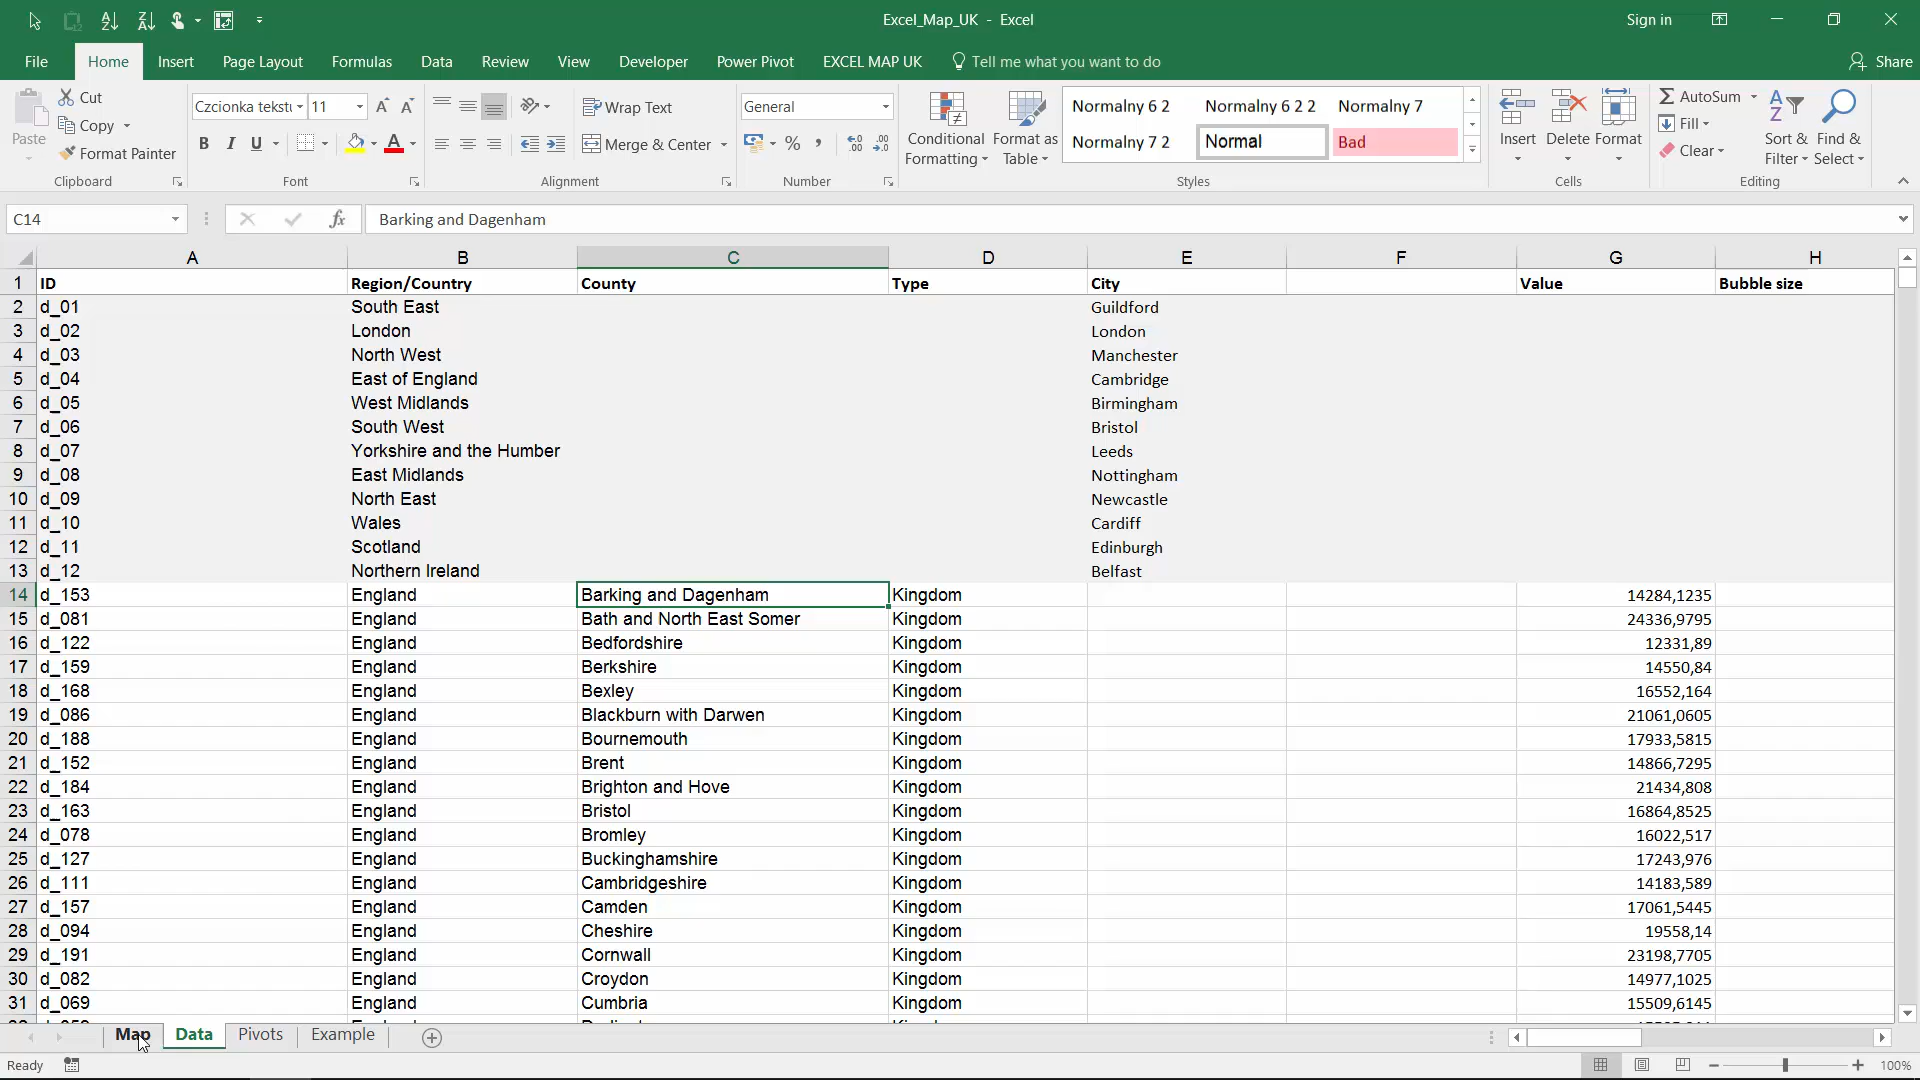 Excel_Map_UK - Excel
Sign in
File Home Insert Page Layout Formulas Data Review View Developer Power Pivot EXCEL MAP UK Tell me what you want to do Share
Paste
Cut
Copy
Format Painter
Clipboard
Czcionka tekstu 11
B I U
Font
Wrap Text
Merge & Center
Alignment
General
%
Number
Conditional Formatting
Format as Table
Normalny 6 2 Normalny 6 2 2 Normalny 7
Normalny 7 2 Normal Bad
Styles
Insert Delete Format
Cells
AutoSum
Fill
Clear
Sort & Filter
Find & Select
Editing
C14 fx Barking and Dagenham
A B C D E F G H
1 ID Region/Country County Type City Value Bubble size
2 d_01 South East Guildford
3 d_02 London London
4 d_03 North West Manchester
5 d_04 East of England Cambridge
6 d_05 West Midlands Birmingham
7 d_06 South West Bristol
8 d_07 Yorkshire and the Humber Leeds
9 d_08 East Midlands Nottingham
10 d_09 North East Newcastle
11 d_10 Wales Cardiff
12 d_11 Scotland Edinburgh
13 d_12 Northern Ireland Belfast
14 d_153 England Barking and Dagenham Kingdom 14284,1235
15 d_081 England Bath and North East Somer Kingdom 24336,9795
16 d_122 England Bedfordshire Kingdom 12331,89
17 d_159 England Berkshire Kingdom 14550,84
18 d_168 England Bexley Kingdom 16552,164
19 d_086 England Blackburn with Darwen Kingdom 21061,0605
20 d_188 England Bournemouth Kingdom 17933,5815
21 d_152 England Brent Kingdom 14866,7295
22 d_184 England Brighton and Hove Kingdom 21434,808
23 d_163 England Bristol Kingdom 16864,8525
24 d_078 England Bromley Kingdom 16022,517
25 d_127 England Buckinghamshire Kingdom 17243,976
26 d_111 England Cambridgeshire Kingdom 14183,589
27 d_157 England Camden Kingdom 17061,5445
28 d_094 England Cheshire Kingdom 19558,14
29 d_191 England Cornwall Kingdom 23198,7705
30 d_082 England Croydon Kingdom 14977,1025
31 d_069 England Cumbria Kingdom 15509,6145
Map Data Pivots Example
Ready 100%